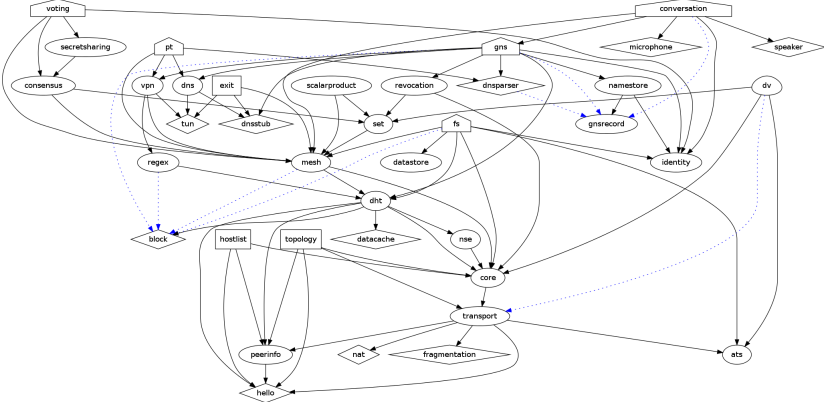 voting
conversation
secretsharing
pt
gns
microphone
speaker
consensus
vpn
dns
exit
scalarproduct
revocation
dnsparser
namestore
dv
tun
dnsstub
set
fs
gnsrecord
regex
mesh
datastore
identity
dht
block
hostlist
topology
datacache
nse
core
transport
peerinfo
nat
fragmentation
ats
hello